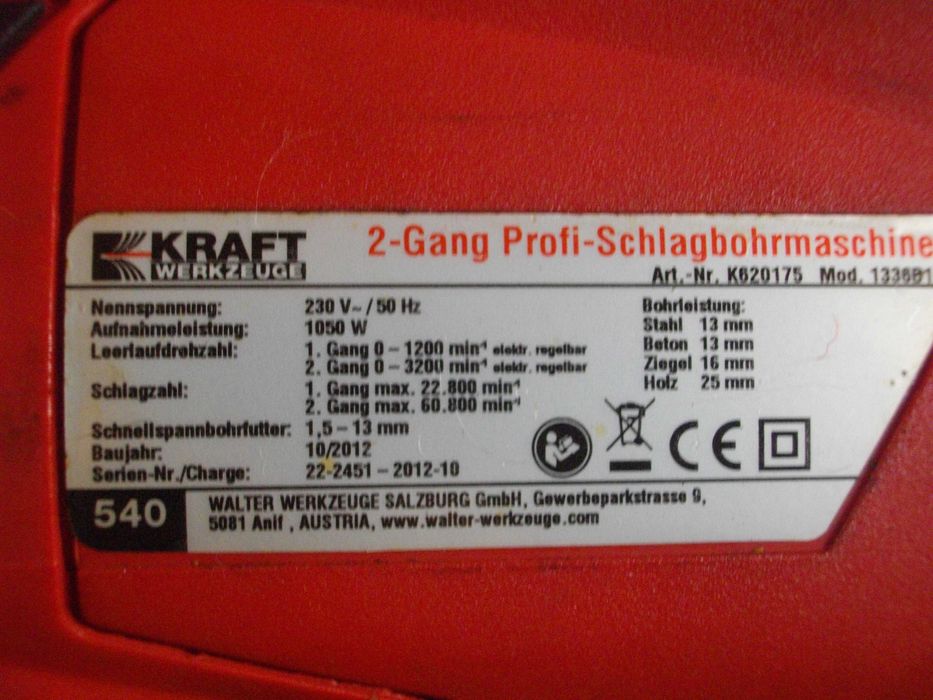 KRAFT
WERKZEUGE
2-Gang Profi-Schlagbohrmaschine
Art.-Nr. K620175 Mod. 133681
Nennspannung: 230 V~ / 50 Hz
Aufnahmeleistung: 1050 W
Leerlaufdrehzahl: 1. Gang 0 – 1200 min⁻¹ elektr. regelbar
2. Gang 0 – 3200 min⁻¹ elektr. regelbar
Schlagzahl: 1. Gang max. 22.800 min⁻¹
2. Gang max. 60.800 min⁻¹
Schnellspannbohrfutter: 1,5 – 13 mm
Baujahr: 10/2012
Serien-Nr./Charge: 22-2451 – 2012-10
Bohrleistung:
Stahl 13 mm
Beton 13 mm
Ziegel 16 mm
Holz 25 mm
CE
540
WALTER WERKZEUGE SALZBURG GmbH, Gewerbeparkstrasse 9,
5081 Anif , AUSTRIA, www.walter-werkzeuge.com